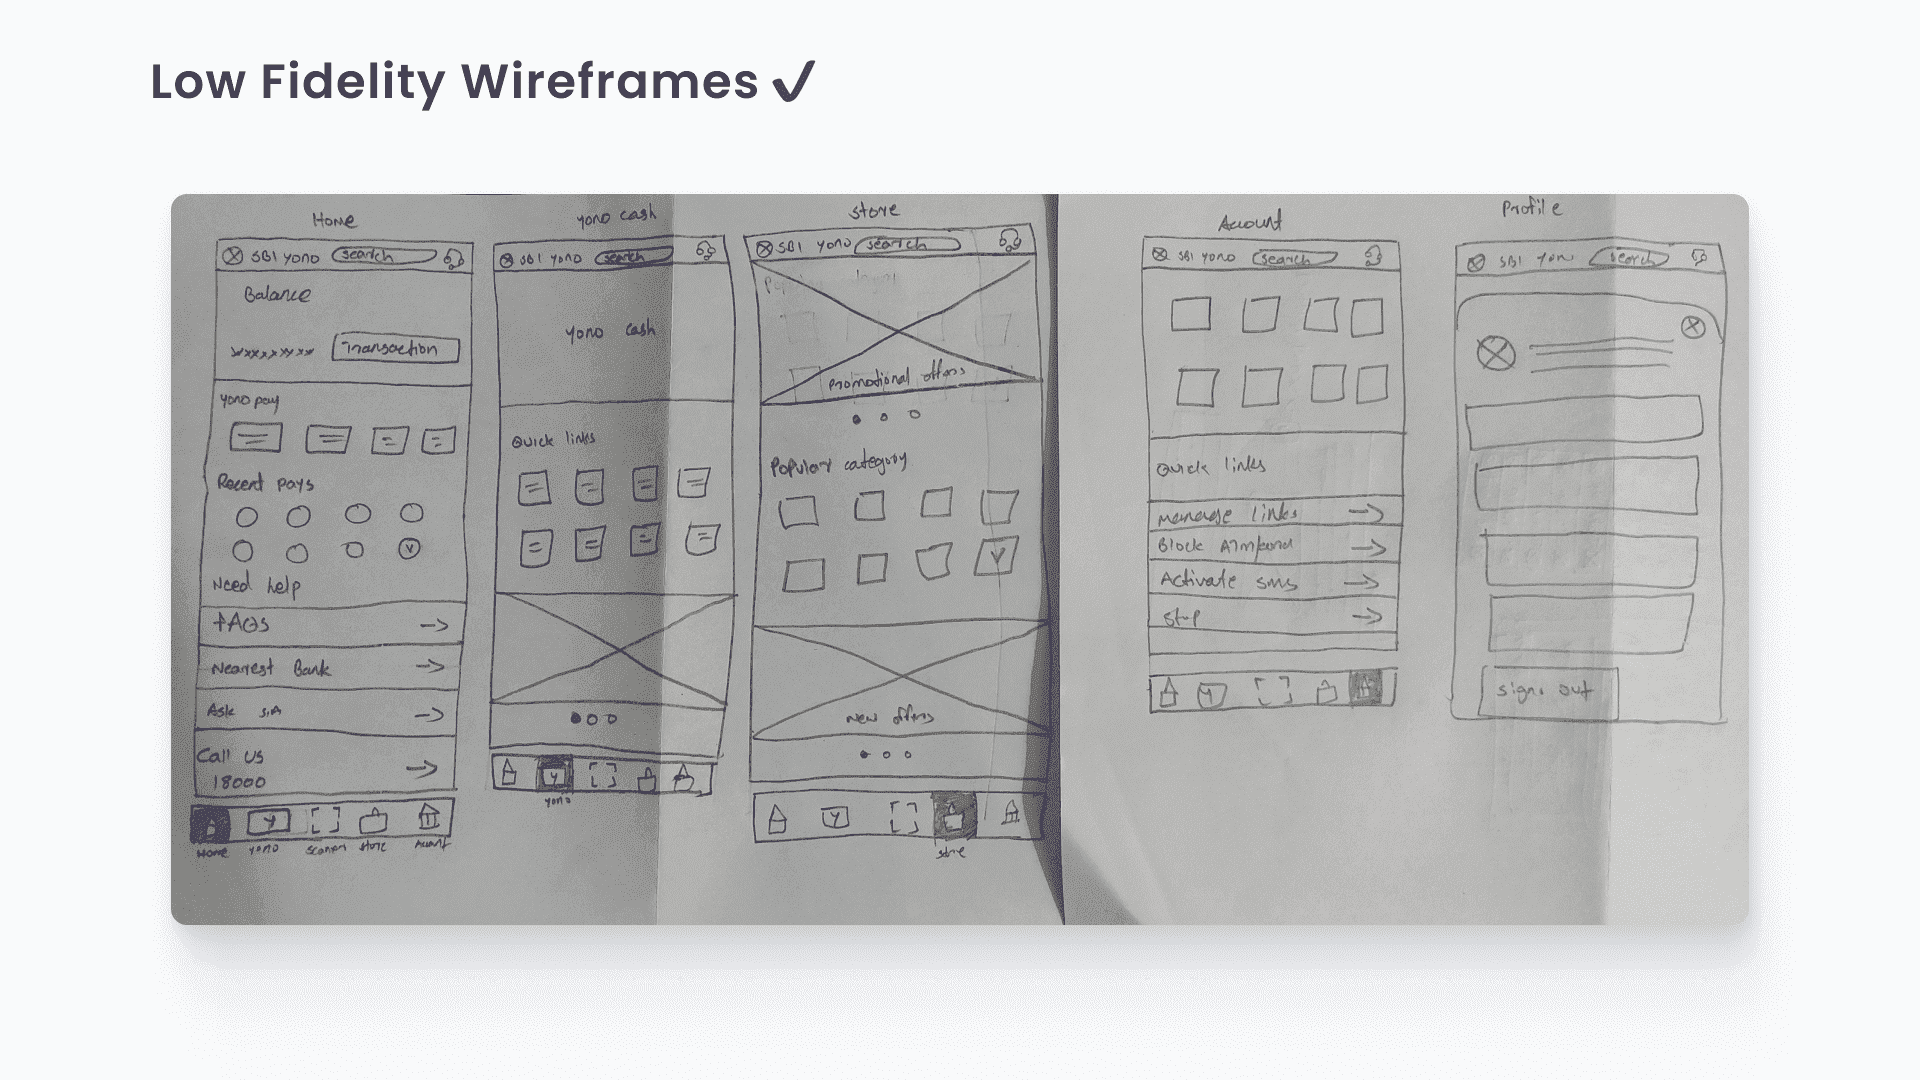 Low Fidelity Wireframes ✓
Home
SBI YONO search
Balance
xxxxxxxxx Transaction
Yono pay
Recent pays
Need help
FAQs
Nearest Bank
Ask SIA
Call US
18000
Home YONO Scanner Store Account
yono cash
SBI YONO search
yono cash
Quick links
Y
yono
Store
SBI YONO search
Promotional offers
Popular category
New offers
Y
Store
Account
SBI YONO search
Quick links
Manage links
Block ATM/card
Activate SMS
Stop
Y
Profile
SBI Yono search
Sign out